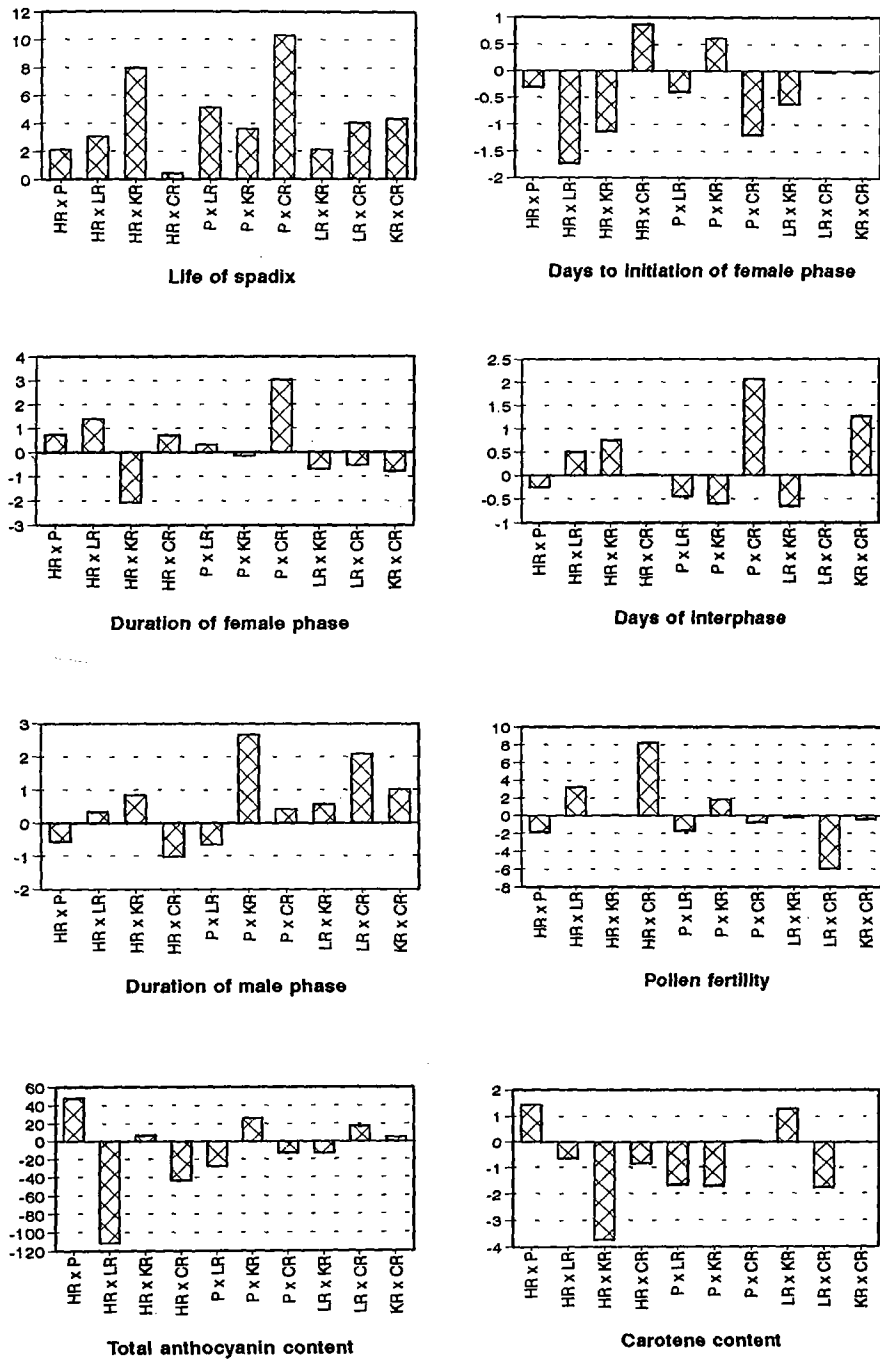 12
10
8
6
4
2
0
HR x P
HR x LR
HR x KR
HR x CR
P x LR
P x KR
P x CR
LR x KR
LR x CR
KR x CR
Life of spadix
1
0.5
0
-0.5
-1
-1.5
-2
HR x P
HR x LR
HR x KR
HR x CR
P x LR
P x KR
P x CR
LR x KR
LR x CR
KR x CR
Days to initiation of female phase
4
3
2
1
0
-1
-2
-3
HR x P
HR x LR
HR x KR
HR x CR
P x LR
P x KR
P x CR
LR x KR
LR x CR
KR x CR
Duration of female phase
2.5
2
1.5
1
0.5
0
-0.5
-1
HR x P
HR x LR
HR x KR
HR x CR
P x LR
P x KR
P x CR
LR x KR
LR x CR
KR x CR
Days of interphase
3
2
1
0
-1
-2
HR x P
HR x LR
HR x KR
HR x CR
P x LR
P x KR
P x CR
LR x KR
LR x CR
KR x CR
Duration of male phase
10
8
6
4
2
0
-2
-4
-6
-8
HR x P
HR x LR
HR x KR
HR x CR
P x LR
P x KR
P x CR
LR x KR
LR x CR
KR x CR
Pollen fertility
60
40
20
0
-20
-40
-60
-80
-100
-120
HR x P
HR x LR
HR x KR
HR x CR
P x LR
P x KR
P x CR
LR x KR
LR x CR
KR x CR
Total anthocyanin content
2
1
0
-1
-2
-3
-4
HR x P
HR x LR
HR x KR
HR x CR
P x LR
P x KR
P x CR
LR x KR
LR x CR
KR x CR
Carotene content